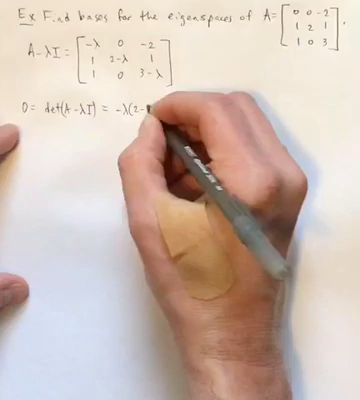 Ex Find bases for the eigenspaces of A = [0 0 -2
1 2 1
1 0 3].
A - λI = [-λ 0 -2
1 2-λ 1
1 0 3-λ]
0 = det(A - λI) = -λ(2-